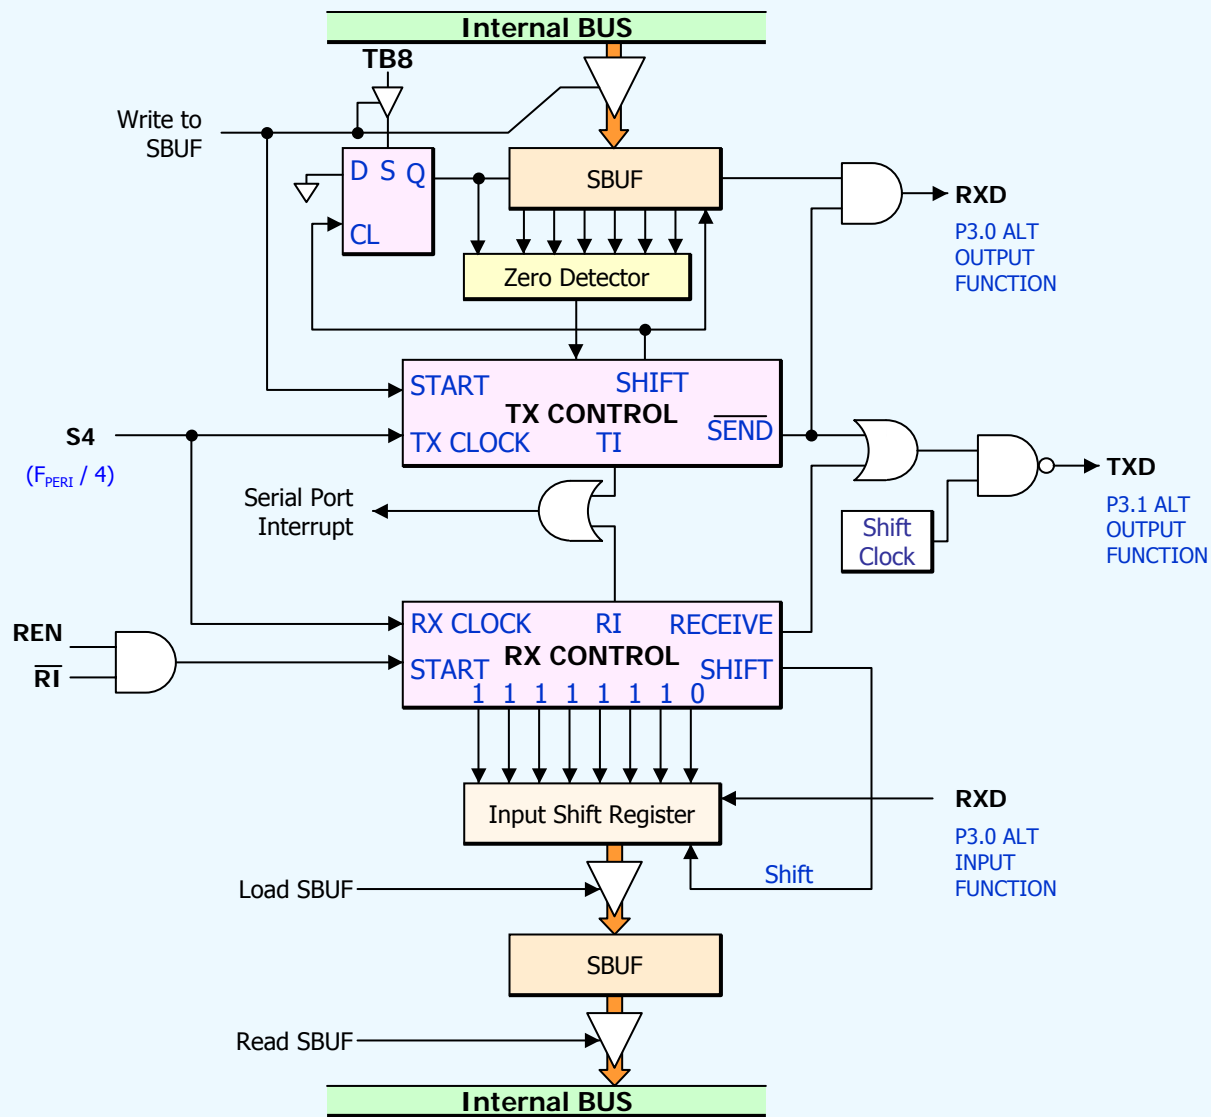 Internal BUS
TB8
Write to
SBUF
D S Q
CL
SBUF
RXD
P3.0 ALT
OUTPUT
FUNCTION
Zero Detector
START
SHIFT
TX CONTROL
TX CLOCK
TI
SEND
S4
(FPERI / 4)
Serial Port
Interrupt
Shift
Clock
TXD
P3.1 ALT
OUTPUT
FUNCTION
REN
RI
RX CLOCK
RI
RECEIVE
RX CONTROL
START
SHIFT
1 1 1 1 1 1 1 0
Input Shift Register
RXD
P3.0 ALT
INPUT
FUNCTION
Shift
Load SBUF
SBUF
Read SBUF
Internal BUS